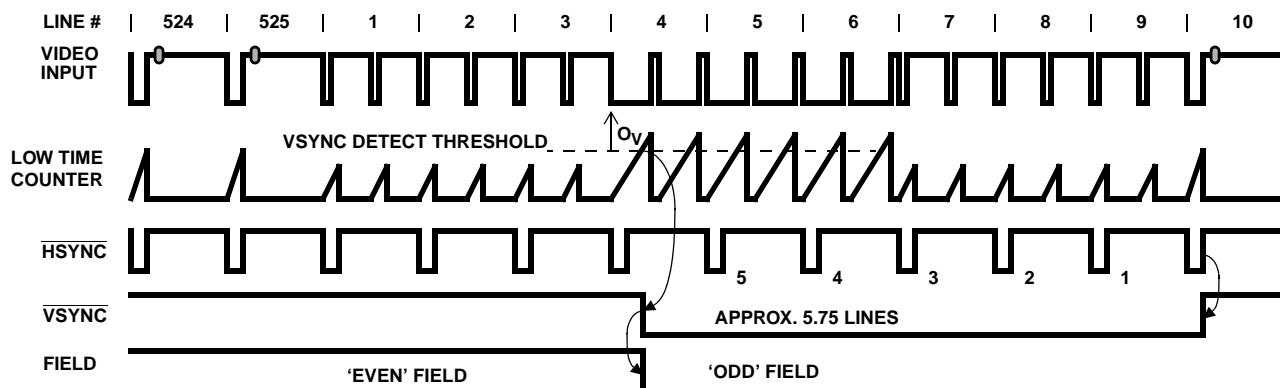 LINE # | 524 | 525 | 1 | 2 | 3 | 4 | 5 | 6 | 7 | 8 | 9 | 10
VIDEO
INPUT
VSYNC DETECT THRESHOLD
OV
LOW TIME
COUNTER
HSYNC
5 4 3 2 1
VSYNC
APPROX. 5.75 LINES
FIELD
‘EVEN’ FIELD
‘ODD’ FIELD